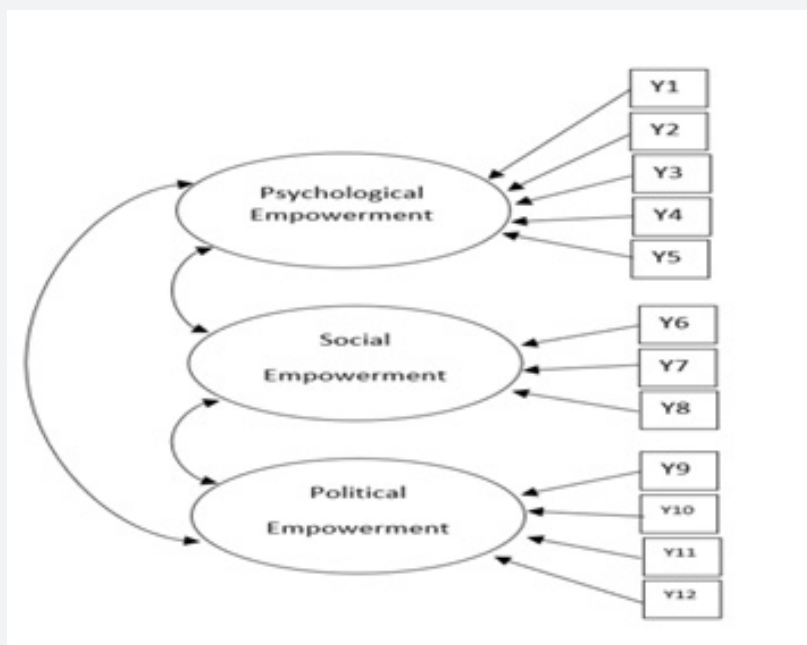 Y1
Y2
Psychological
Empowerment
Y3
Y4
Y5
Social
Empowerment
Y6
Y7
Y8
Political
Empowerment
Y9
Y10
Y11
Y12